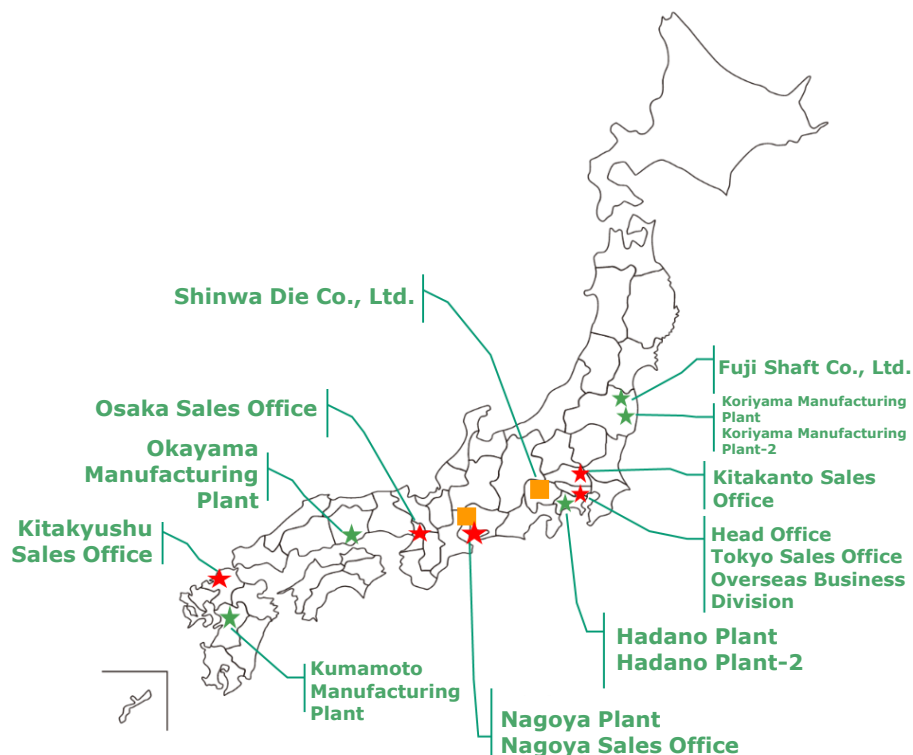 Shinwa Die Co., Ltd.
Fuji Shaft Co., Ltd.
Osaka Sales Office
Koriyama Manufacturing
Plant
Koriyama Manufacturing
Plant-2
Okayama
Manufacturing
Plant
Kitakanto Sales
Office
Kitakyushu
Sales Office
Head Office
Tokyo Sales Office
Overseas Business
Division
Hadano Plant
Hadano Plant-2
Kumamoto
Manufacturing
Plant
Nagoya Plant
Nagoya Sales Office